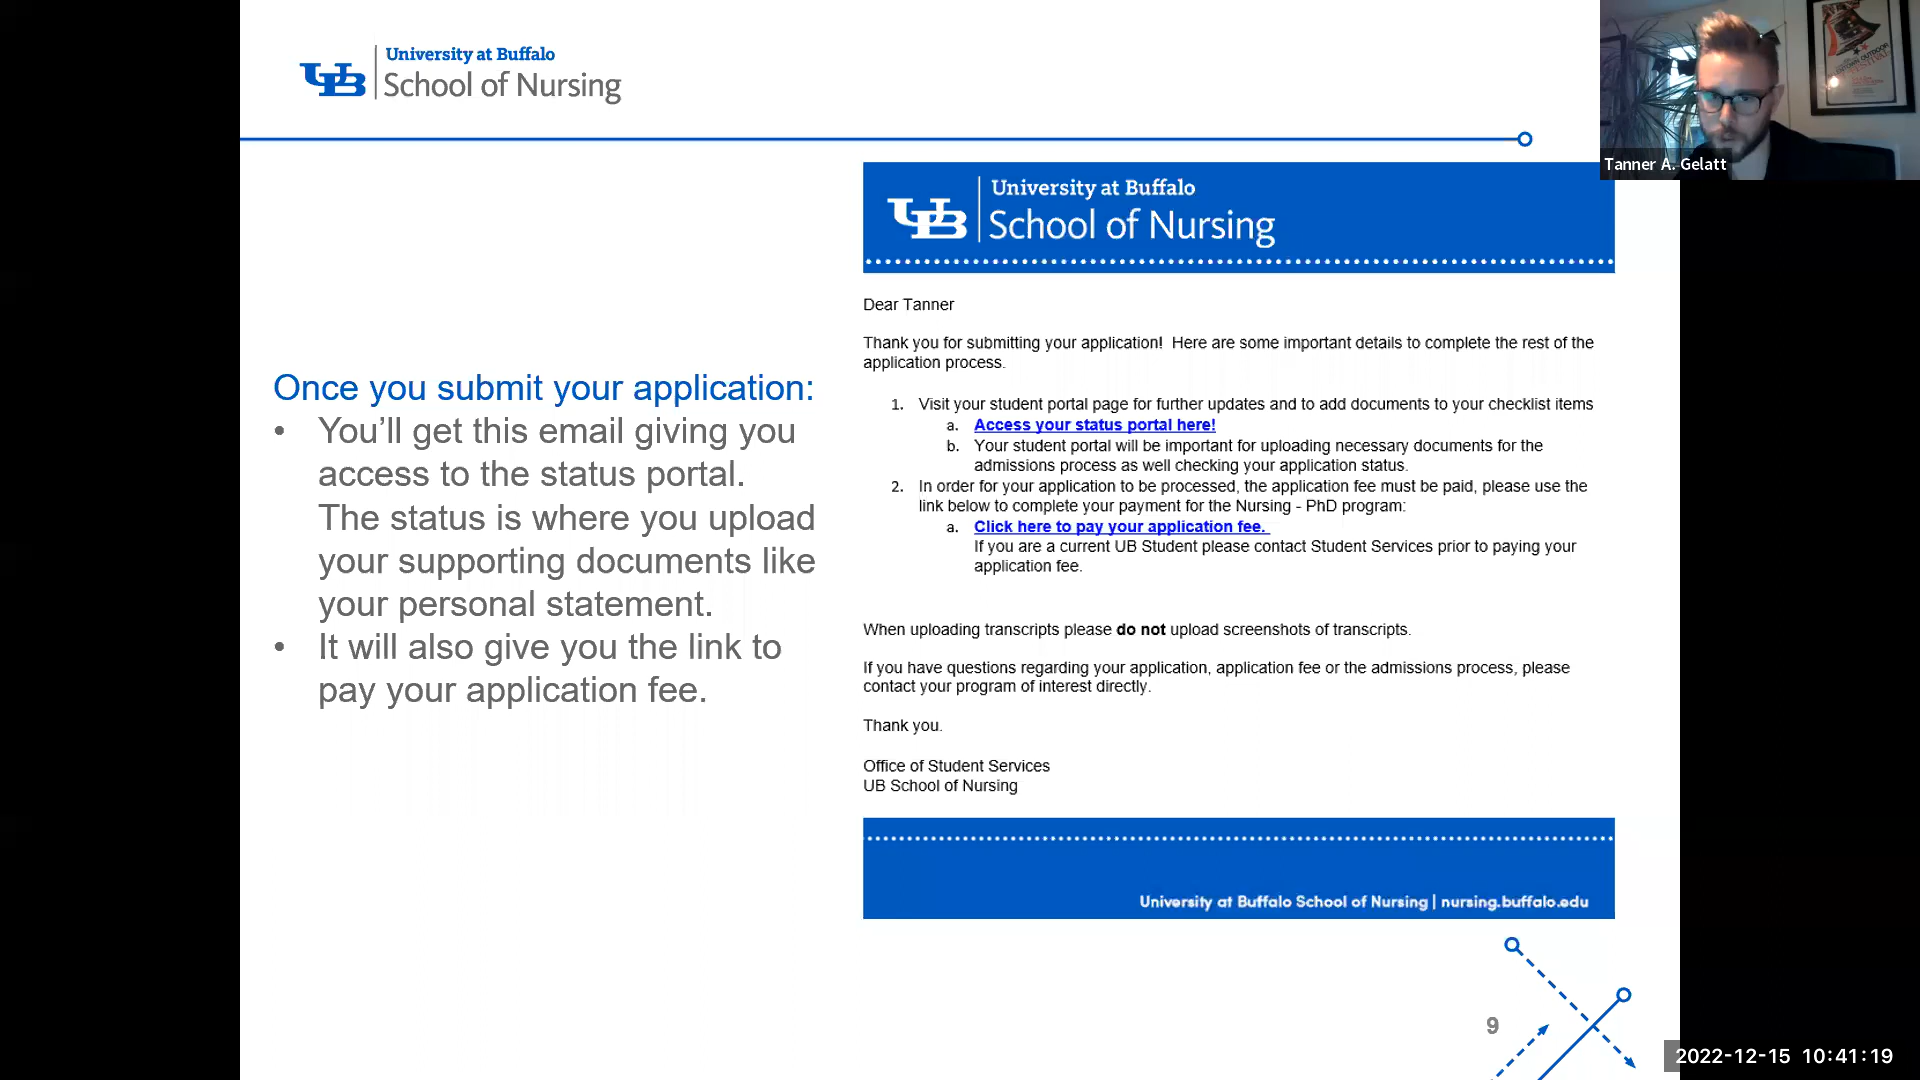 University at Buffalo
School of Nursing
Once you submit your application:
• You’ll get this email giving you
access to the status portal.
The status is where you upload
your supporting documents like
your personal statement.
• It will also give you the link to
pay your application fee.
UB
University at Buffalo
School of Nursing
Dear Tanner
Thank you for submitting your application!  Here are some important details to complete the rest of the
application process.
1. Visit your student portal page for further updates and to add documents to your checklist items
a. Access your status portal here!
b. Your student portal will be important for uploading necessary documents for the
admissions process as well checking your application status.
2. In order for your application to be processed, the application fee must be paid, please use the
link below to complete your payment for the Nursing - PhD program:
a. Click here to pay your application fee.
If you are a current UB Student please contact Student Services prior to paying your
application fee.
When uploading transcripts please do not upload screenshots of transcripts.
If you have questions regarding your application, application fee or the admissions process, please
contact your program of interest directly.
Thank you.
Office of Student Services
UB School of Nursing
University at Buffalo School of Nursing | nursing.buffalo.edu
9
Tanner A. Gelatt
2022-12-15 10:41:19